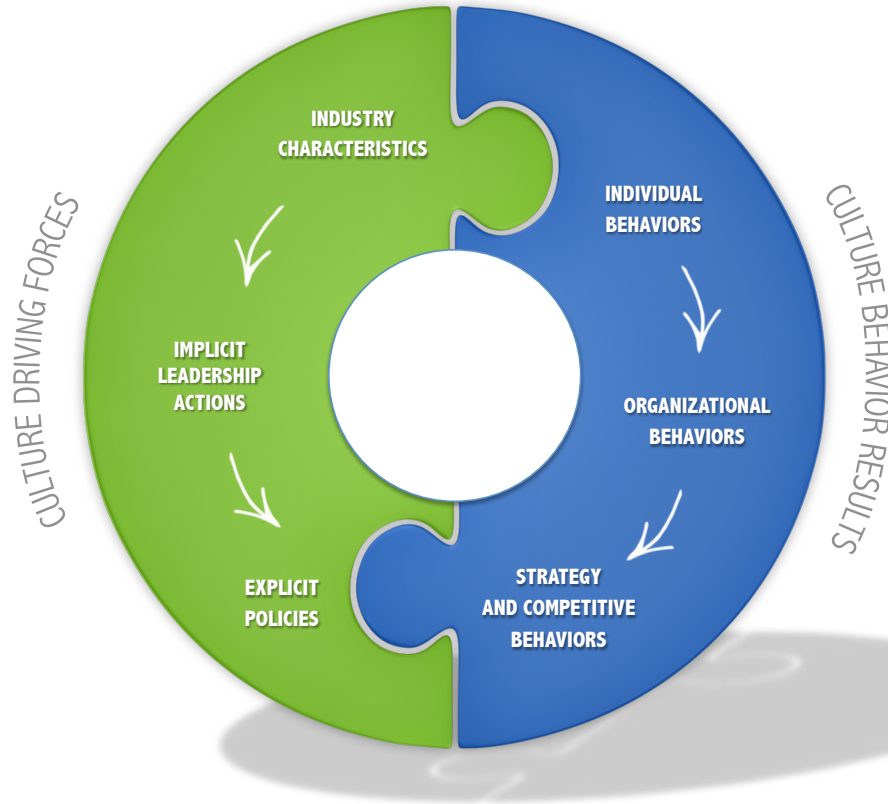 CULTURE DRIVING FORCES
INDUSTRY
CHARACTERISTICS
IMPLICIT
LEADERSHIP
ACTIONS
EXPLICIT
POLICIES
INDIVIDUAL
BEHAVIORS
ORGANIZATIONAL
BEHAVIORS
STRATEGY
AND COMPETITIVE
BEHAVIORS
CULTURE BEHAVIOR RESULTS